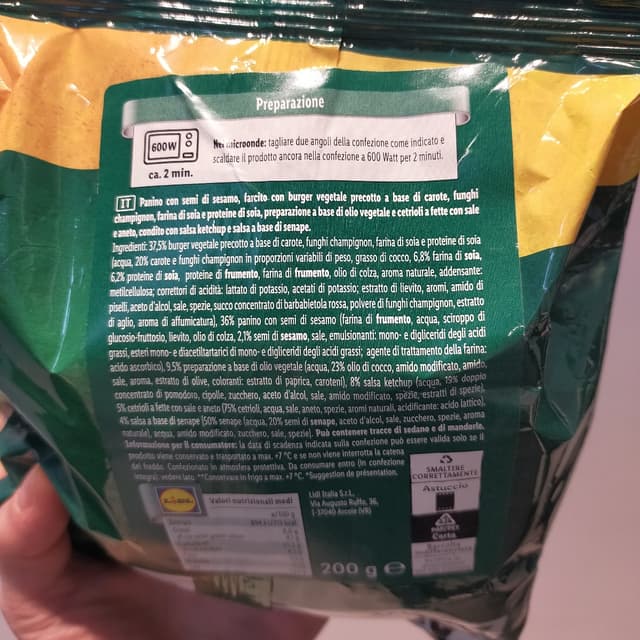 Preparazione
600W
ca. 2 min.
Nel microonde: tagliare due angoli della confezione come indicato e
scaldare il prodotto ancora nella confezione a 600 Watt per 2 minuti.
IT Panino con semi di sesamo, farcito con burger vegetale precotto a base di carote, funghi
champignon, farina di soia e proteine di soia, preparazione a base di olio vegetale e cetrioli a fette con sale
e aneto, condito con salsa ketchup e salsa a base di senape.
Ingredienti: 37,5% burger vegetale precotto a base di carote, funghi champignon, farina di soia e proteine di soia
(acqua, 20% carote e funghi champignon in proporzioni variabili di peso, grasso di cocco, 6,8% farina di soia,
6,2% proteine di soia, proteine di frumento, farina di frumento, olio di colza, aroma naturale, addensante:
metilcellulosa; correttori di acidità: lattato di potassio, acetati di potassio; estratto di lievito, aromi, amido di
piselli, aceto d'alcol, sale, spezie, succo concentrato di barbabietola rossa, polvere di funghi champignon, estratto
di aglio, aroma di affumicatura), 36% panino con semi di sesamo (farina di frumento, acqua, sciroppo di
glucosio-fruttosio, lievito, olio di colza, 2,1% semi di sesamo, sale, emulsionanti: mono- e digliceridi degli acidi
grassi, esteri mono- e diacetiltartarici di mono- e digliceridi degli acidi grassi; agente di trattamento della farina:
acido ascorbico), 9,5% preparazione a base di olio vegetale (acqua, 23% olio di cocco, amido modificato, amido,
sale, aroma, estratto di olive, coloranti: estratto di paprica, caroteni), 8% salsa ketchup (acqua, 19% doppio
concentrato di pomodoro, cipolle, zucchero, aceto d'alcol, sale, amido modificato, spezie, estratti di spezie),
5% cetrioli a fette con sale e aneto (75% cetrioli, acqua, sale, aneto, spezie, aromi naturali, acidificante: acido lattico),
4% salsa a base di senape (50% senape (acqua, 20% semi di senape, aceto d'alcol, sale, zucchero, spezie, aroma
naturale), acqua, amido modificato, zucchero, sale, spezie). Può contenere tracce di sedano e di mandorle.
Informazione per il consumatore: la data di scadenza indicata sulla confezione può essere valida solo se il
prodotto viene conservato e trasportato a max. +7 °C e se non viene interrotta la catena
del freddo. Confezionato in atmosfera protettiva. Da consumare entro (in confezione
integra): vedere lato. **Conservare in frigo a max. +7 °C. *Suggestion de présentation.
SMALTIRE
CORRETTAMENTE
Astuccio
Carta
Raccolta
Valori nutrizionali medi
Lidl Italia S.r.l.,
Via Augusto Ruffo, 36,
I-37040 Arcole (VR)
200 g e